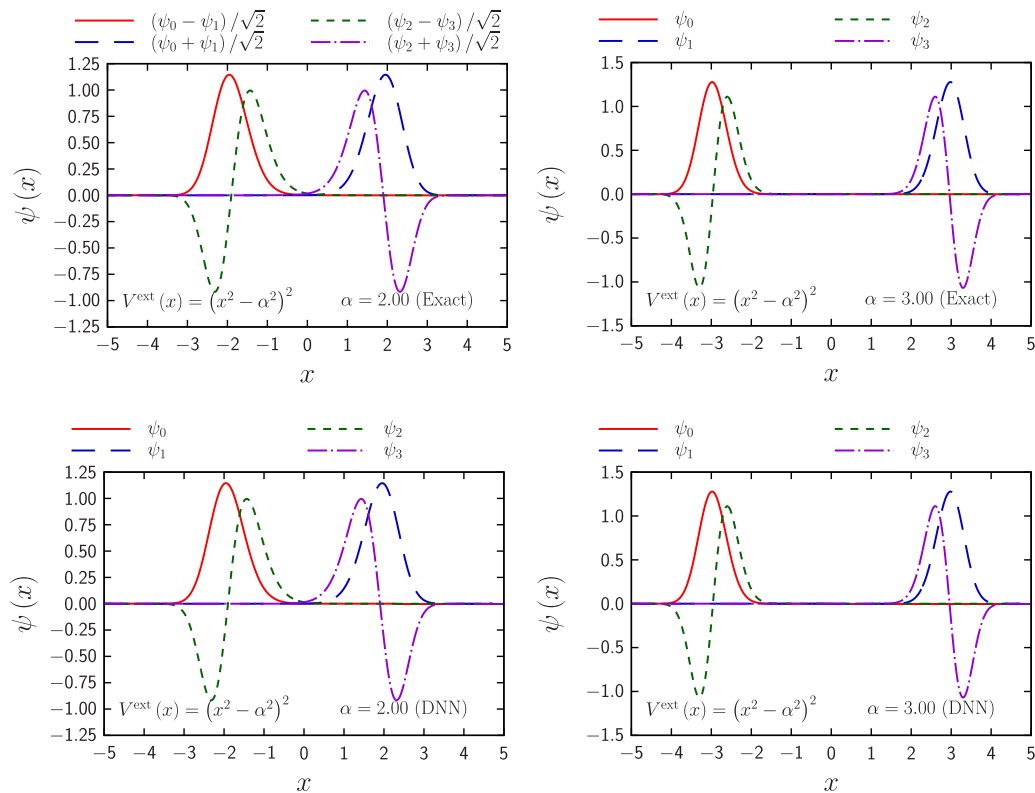 (ψ₀ − ψ₁) /√2 (ψ₂ − ψ₃) /√2
(ψ₀ + ψ₁) /√2 (ψ₂ + ψ₃) /√2
1.25
1.00
0.75
0.50
0.25
0.00
−0.25
−0.50
−0.75
−1.00
−1.25
ψ (x)
V^ext (x) = (x² − α²)² α = 2.00 (Exact)
−5 −4 −3 −2 −1 0 1 2 3 4 5
x
ψ₀ ψ₂
ψ₁ ψ₃
1.5
1.0
0.5
0.0
−0.5
−1.0
−1.5
ψ (x)
V^ext (x) = (x² − α²)² α = 3.00 (Exact)
−5 −4 −3 −2 −1 0 1 2 3 4 5
x
ψ₀ ψ₂
ψ₁ ψ₃
1.25
1.00
0.75
0.50
0.25
0.00
−0.25
−0.50
−0.75
−1.00
−1.25
ψ (x)
V^ext (x) = (x² − α²)² α = 2.00 (DNN)
−5 −4 −3 −2 −1 0 1 2 3 4 5
x
ψ₀ ψ₂
ψ₁ ψ₃
1.5
1.0
0.5
0.0
−0.5
−1.0
−1.5
ψ (x)
V^ext (x) = (x² − α²)² α = 3.00 (DNN)
−5 −4 −3 −2 −1 0 1 2 3 4 5
x